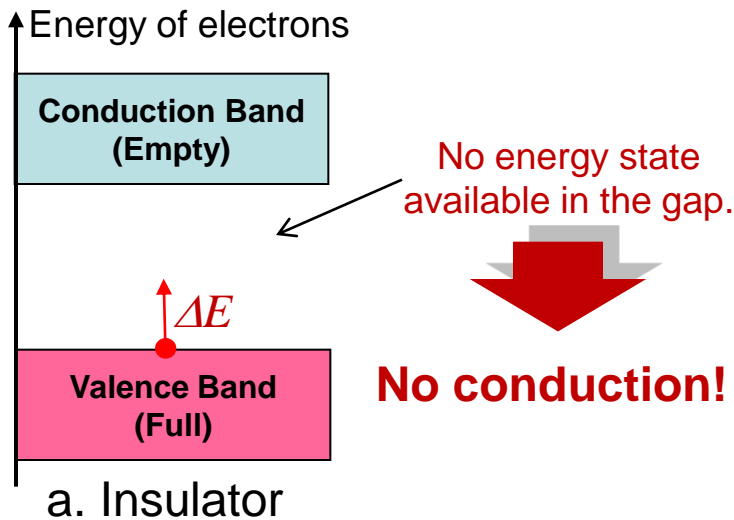 Energy of electrons
Conduction Band
(Empty)
No energy state
available in the gap.
ΔE
Valence Band
(Full)
No conduction!
a. Insulator